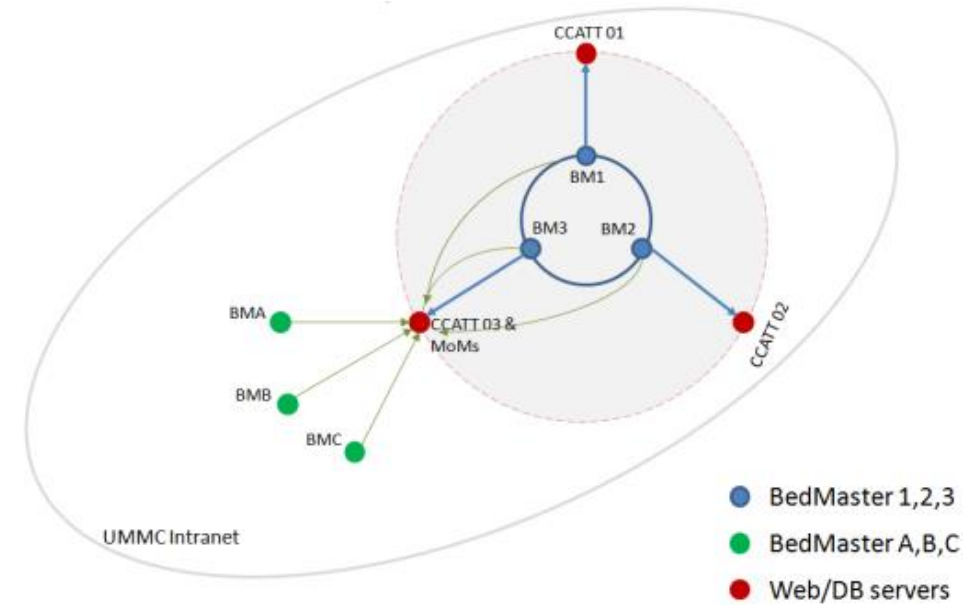 CCATT 01
BM1
BM3
BM2
BMA
CCATT 03 &
MoMs
CCATT 02
BMB
BMC
BedMaster 1,2,3
UMMC Intranet
BedMaster A,B,C
Web/DB servers